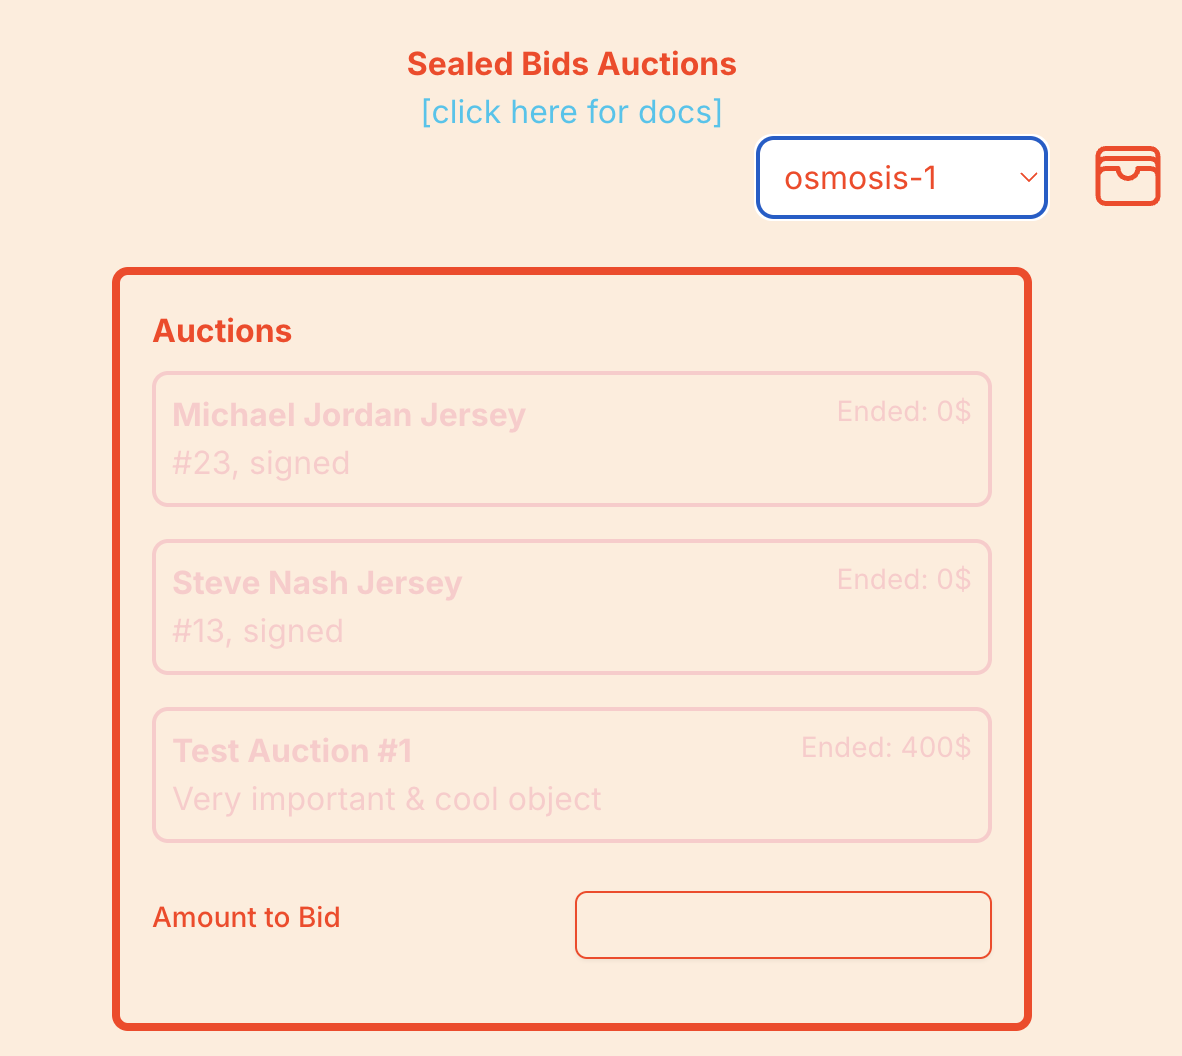 Sealed Bids Auctions
[click here for docs]
osmosis-1
Auctions
Michael Jordan Jersey
Ended: 0$
#23, signed
Steve Nash Jersey
Ended: 0$
#13, signed
Test Auction #1
Ended: 400$
Very important & cool object
Amount to Bid